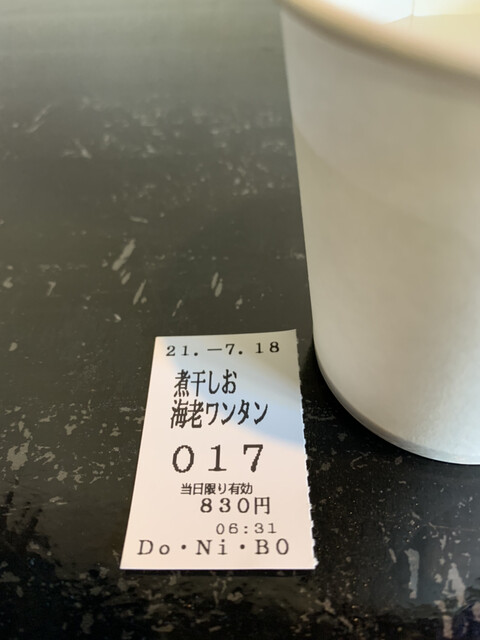 21.-7.18
煮干しお
海老ワンタン
017
当日限り有効
830円
06:31
Do・Ni・BO